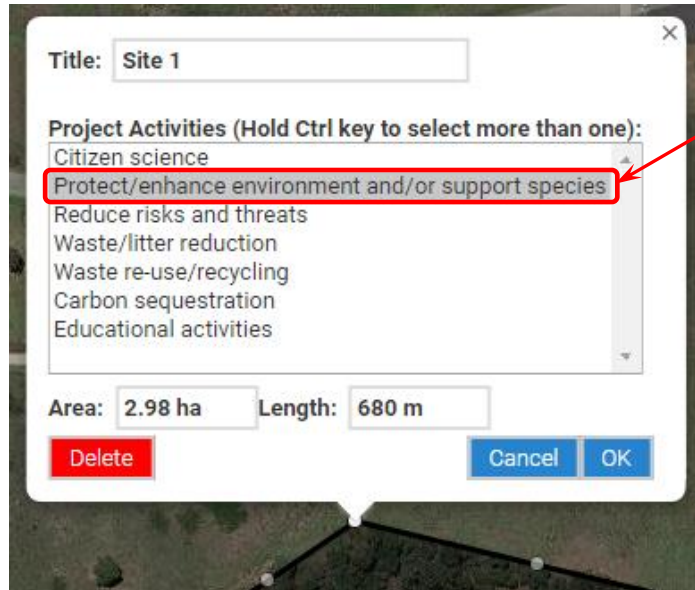 ×
Title: Site 1
Project Activities (Hold Ctrl key to select more than one):
Citizen science
Protect/enhance environment and/or support species
Reduce risks and threats
Waste/litter reduction
Waste re-use/recycling
Carbon sequestration
Educational activities
Area: 2.98 ha Length: 680 m
Delete Cancel OK